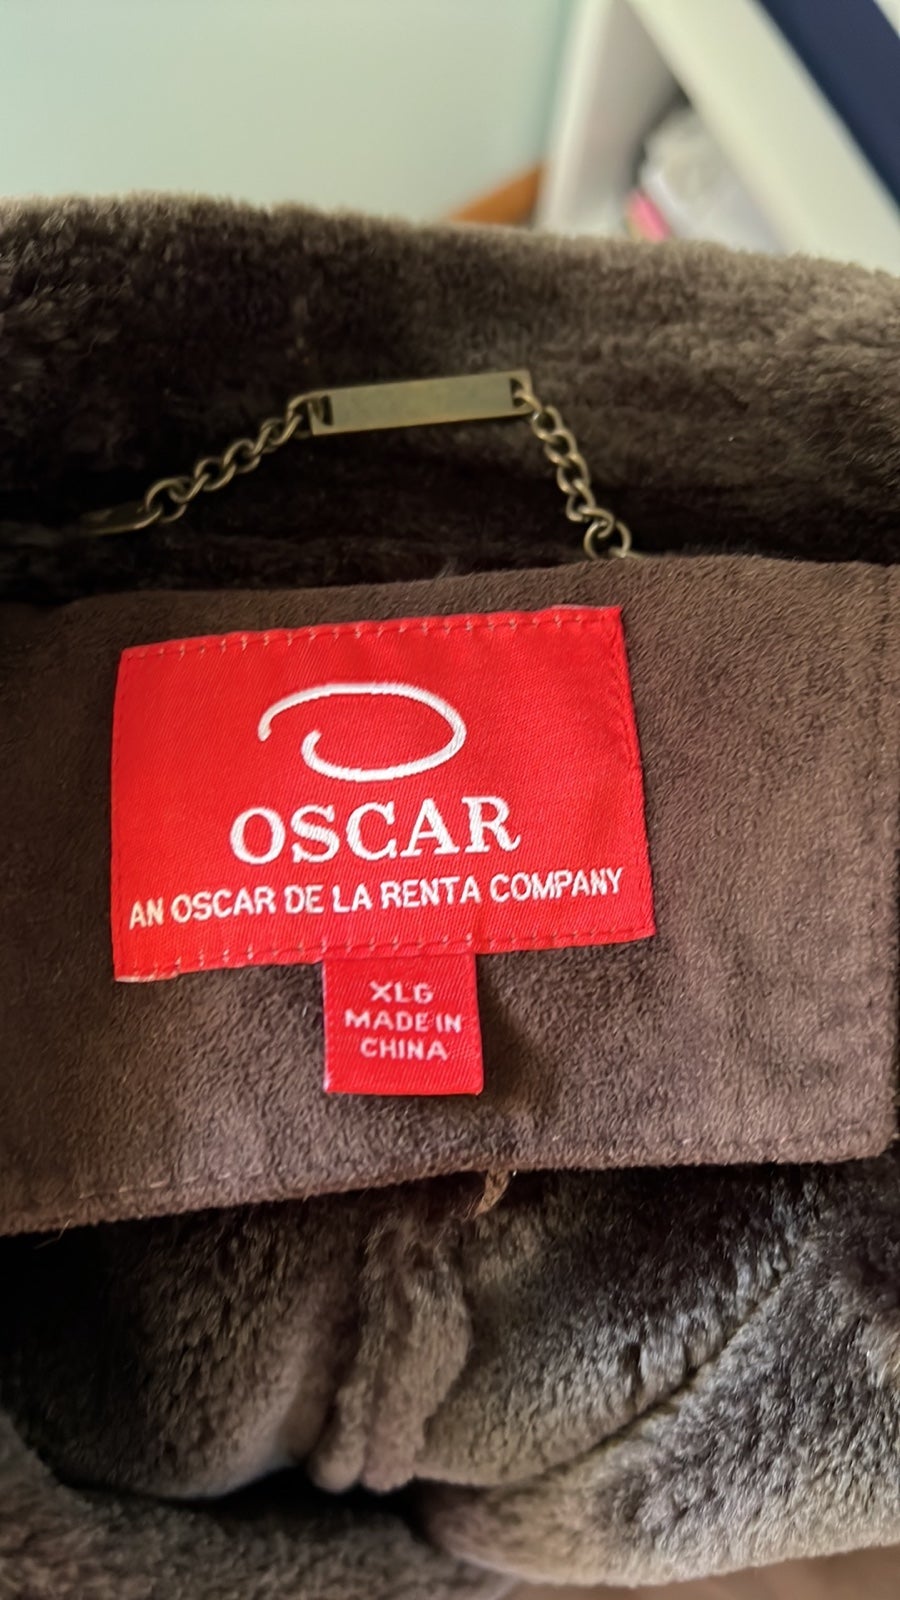 OSCAR
AN OSCAR DE LA RENTA COMPANY
XLG
MADE IN
CHINA